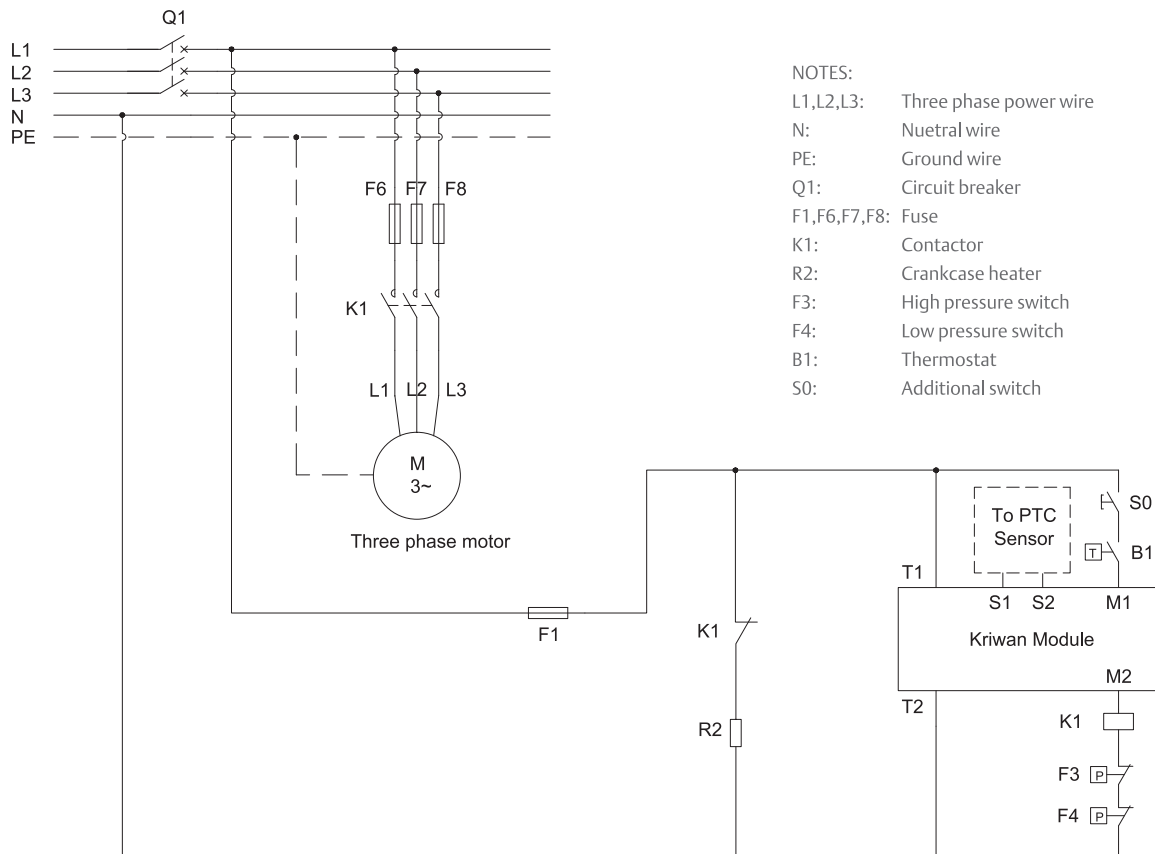 Q1
L1
L2
L3
N
PE
NOTES:
L1,L2,L3: Three phase power wire
N: Nuetral wire
PE: Ground wire
Q1: Circuit breaker
F1,F6,F7,F8: Fuse
K1: Contactor
R2: Crankcase heater
F3: High pressure switch
F4: Low pressure switch
B1: Thermostat
S0: Additional switch
F6 F7 F8
K1
L1 L2 L3
M
3~
Three phase motor
F1
K1
R2
To PTC
Sensor
S0
T B1
T1
S1 S2 M1
Kriwan Module
M2
T2
K1
F3 P
F4 P